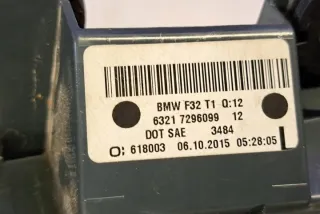 BMW F32 T1 Q:12
6321 7296099 12
DOT SAE 3484
O: 618003 06.10.2015 05:28:05